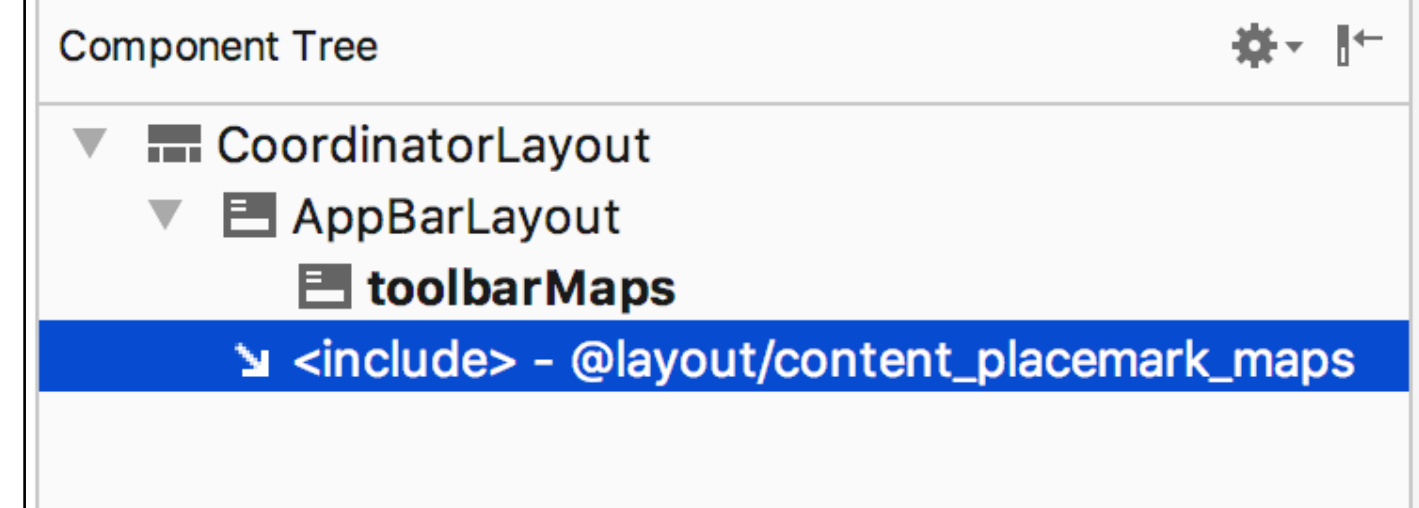 Component Tree
CoordinatorLayout
AppBarLayout
toolbarMaps
<include> - @layout/content_placemark_maps